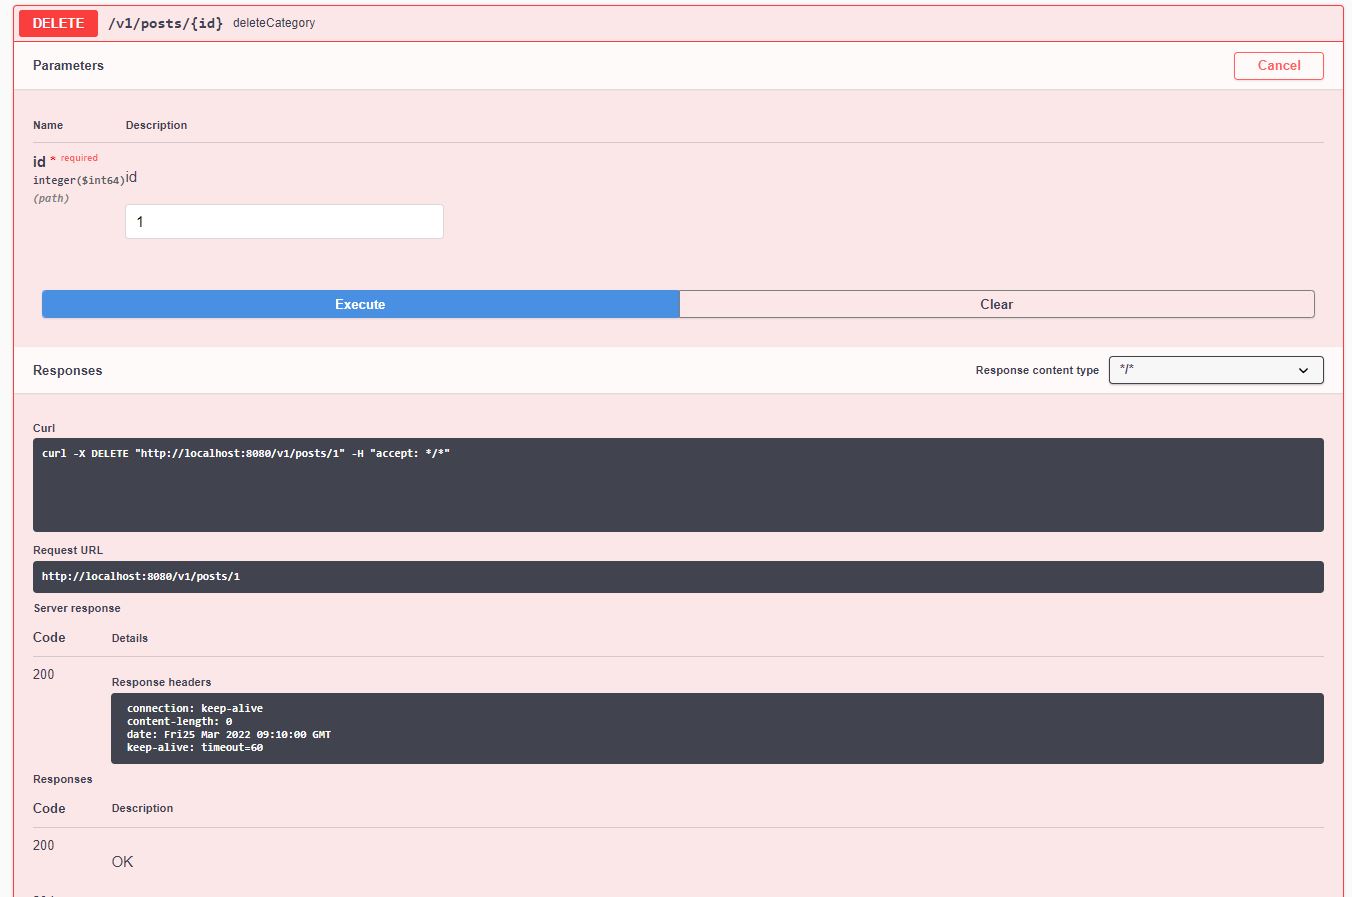 DELETE /v1/posts/{id} deleteCategory
Parameters Cancel
Name Description
id * required
integer($int64) id
(path)
1
Execute Clear
Responses Response content type */*
Curl
curl -X DELETE "http://localhost:8080/v1/posts/1" -H "accept: */*"
Request URL
http://localhost:8080/v1/posts/1
Server response
Code Details
200
Response headers
connection: keep-alive
content-length: 0
date: Fri25 Mar 2022 09:10:00 GMT
keep-alive: timeout=60
Responses
Code Description
200
OK